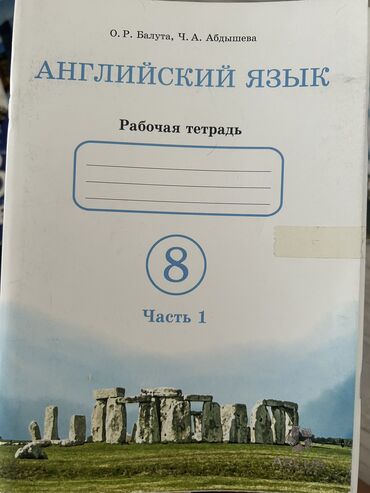 О. Р. Балута, Ч. А. Абдышева
АНГЛИЙСКИЙ ЯЗЫК
Рабочая тетрадь
8
Часть 1